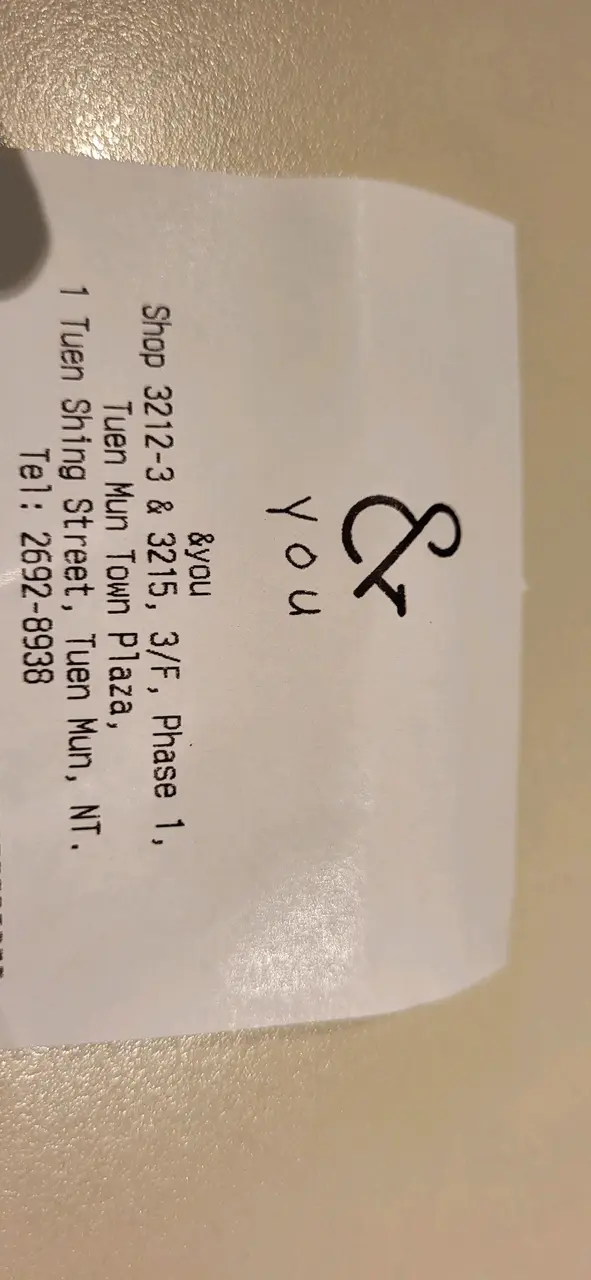 &
you
&you
Shop 3212-3 & 3215, 3/F, Phase 1,
Tuen Mun Town Plaza,
1 Tuen Shing Street, Tuen Mun, NT.
Tel: 2692-8938